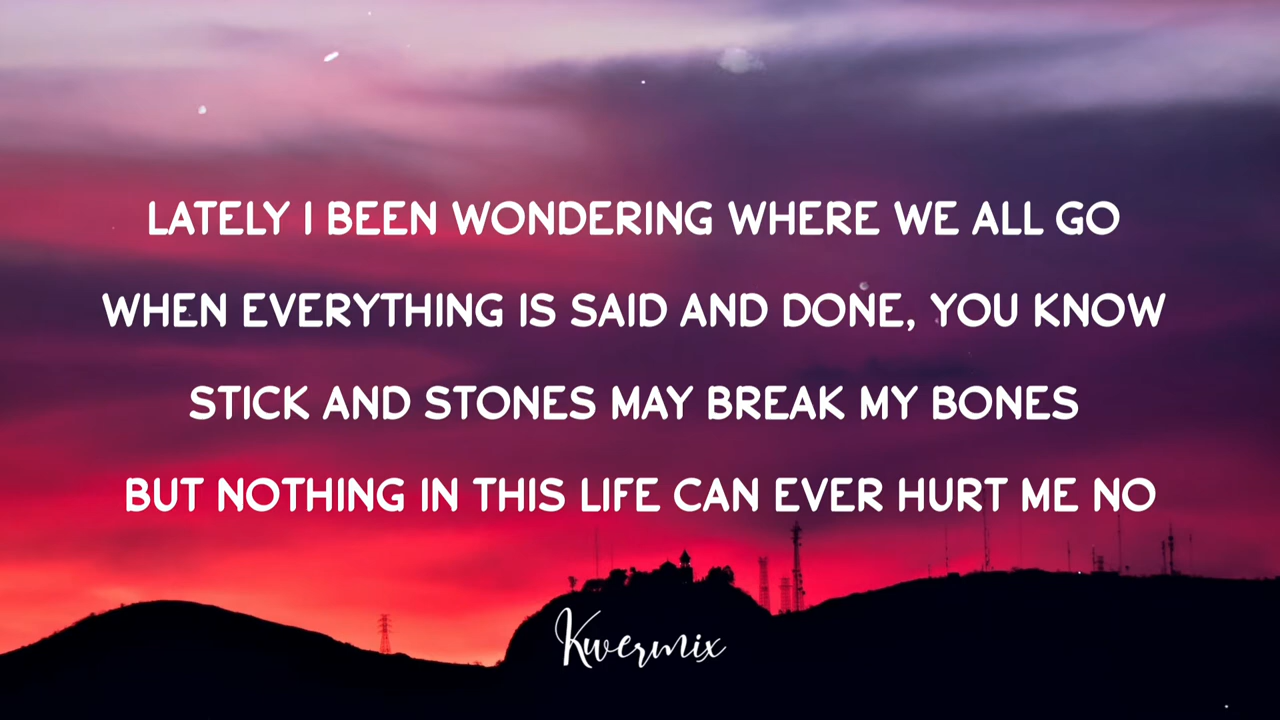 LATELY I BEEN WONDERING WHERE WE ALL GO
WHEN EVERYTHING IS SAID AND DONE, YOU KNOW
STICK AND STONES MAY BREAK MY BONES
BUT NOTHING IN THIS LIFE CAN EVER HURT ME NO
Kwermix